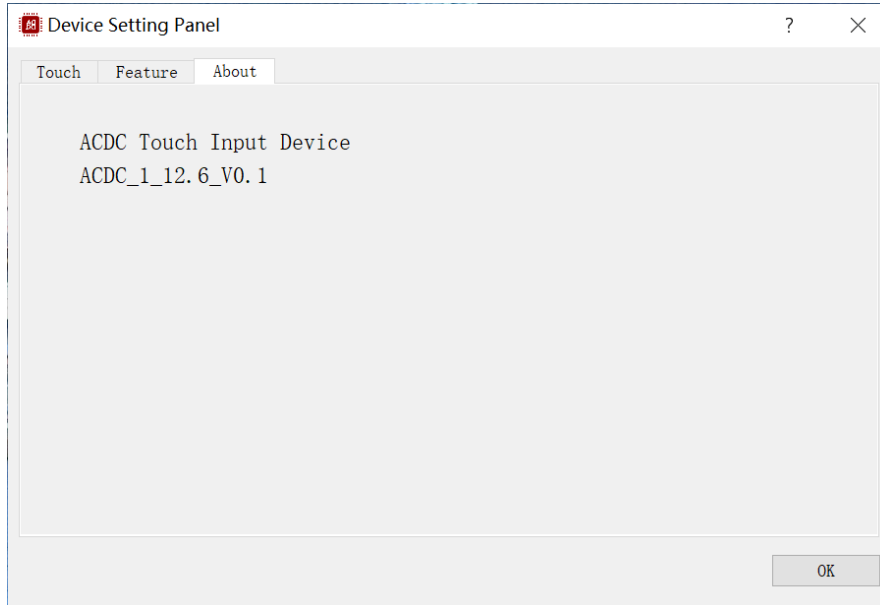 Device Setting Panel
?
Touch Feature About
ACDC Touch Input Device
ACDC_1_12.6_V0.1
OK